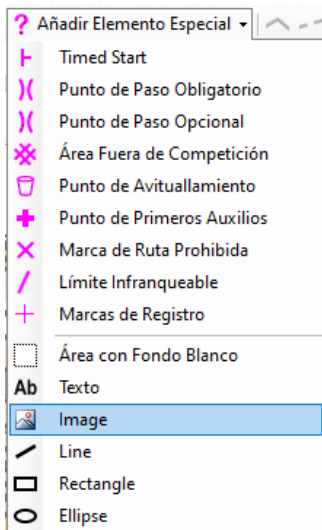 Añadir Elemento Especial
Timed Start
Punto de Paso Obligatorio
Punto de Paso Opcional
Área Fuera de Competición
Punto de Avituallamiento
Punto de Primeros Auxilios
Marca de Ruta Prohibida
Límite Infranqueable
Marcas de Registro
Área con Fondo Blanco
Ab Texto
Image
Line
Rectangle
Ellipse